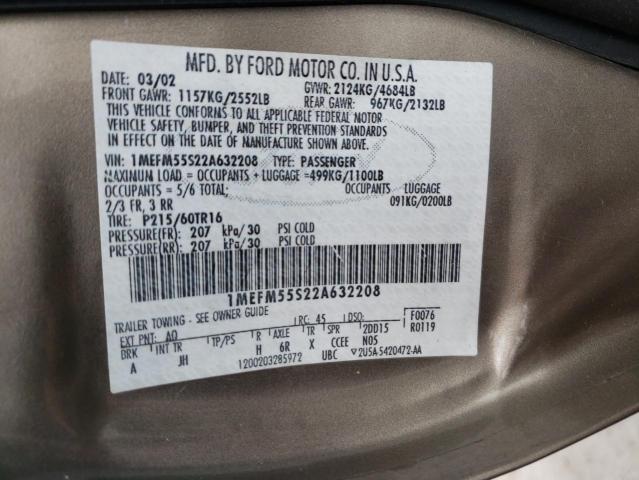 MFD. BY FORD MOTOR CO. IN U.S.A.
DATE: 03/02 GVWR: 2124KG/4684LB
FRONT GAWR: 1157KG/2552LB REAR GAWR: 967KG/2132LB
THIS VEHICLE CONFORMS TO ALL APPLICABLE FEDERAL MOTOR
VEHICLE SAFETY, BUMPER, AND THEFT PREVENTION STANDARDS
IN EFFECT ON THE DATE OF MANUFACTURE SHOWN ABOVE.
VIN: 1MEFM55S22A632208 TYPE: PASSENGER
MAXIMUM LOAD = OCCUPANTS + LUGGAGE = 499KG/1100LB
OCCUPANTS = 5/6 TOTAL; OCCUPANTS LUGGAGE
2/3 FR, 3 RR 091KG/0200LB
TIRE: P215/60TR16
PRESSURE(FR): 207 kPa/30 PSI COLD
PRESSURE(RR): 207 kPa/30 PSI COLD
1MEFM55S22A632208
TRAILER TOWING - SEE OWNER GUIDE
EXT PNT: AO RC: 45 DSO: F0076
BRK INT TR TP/PS R AXLE TR SPR 2DD15 R0119
A JH H 6R X CCEE N05
1200203285972 UBC 2U5A-5420472-AA